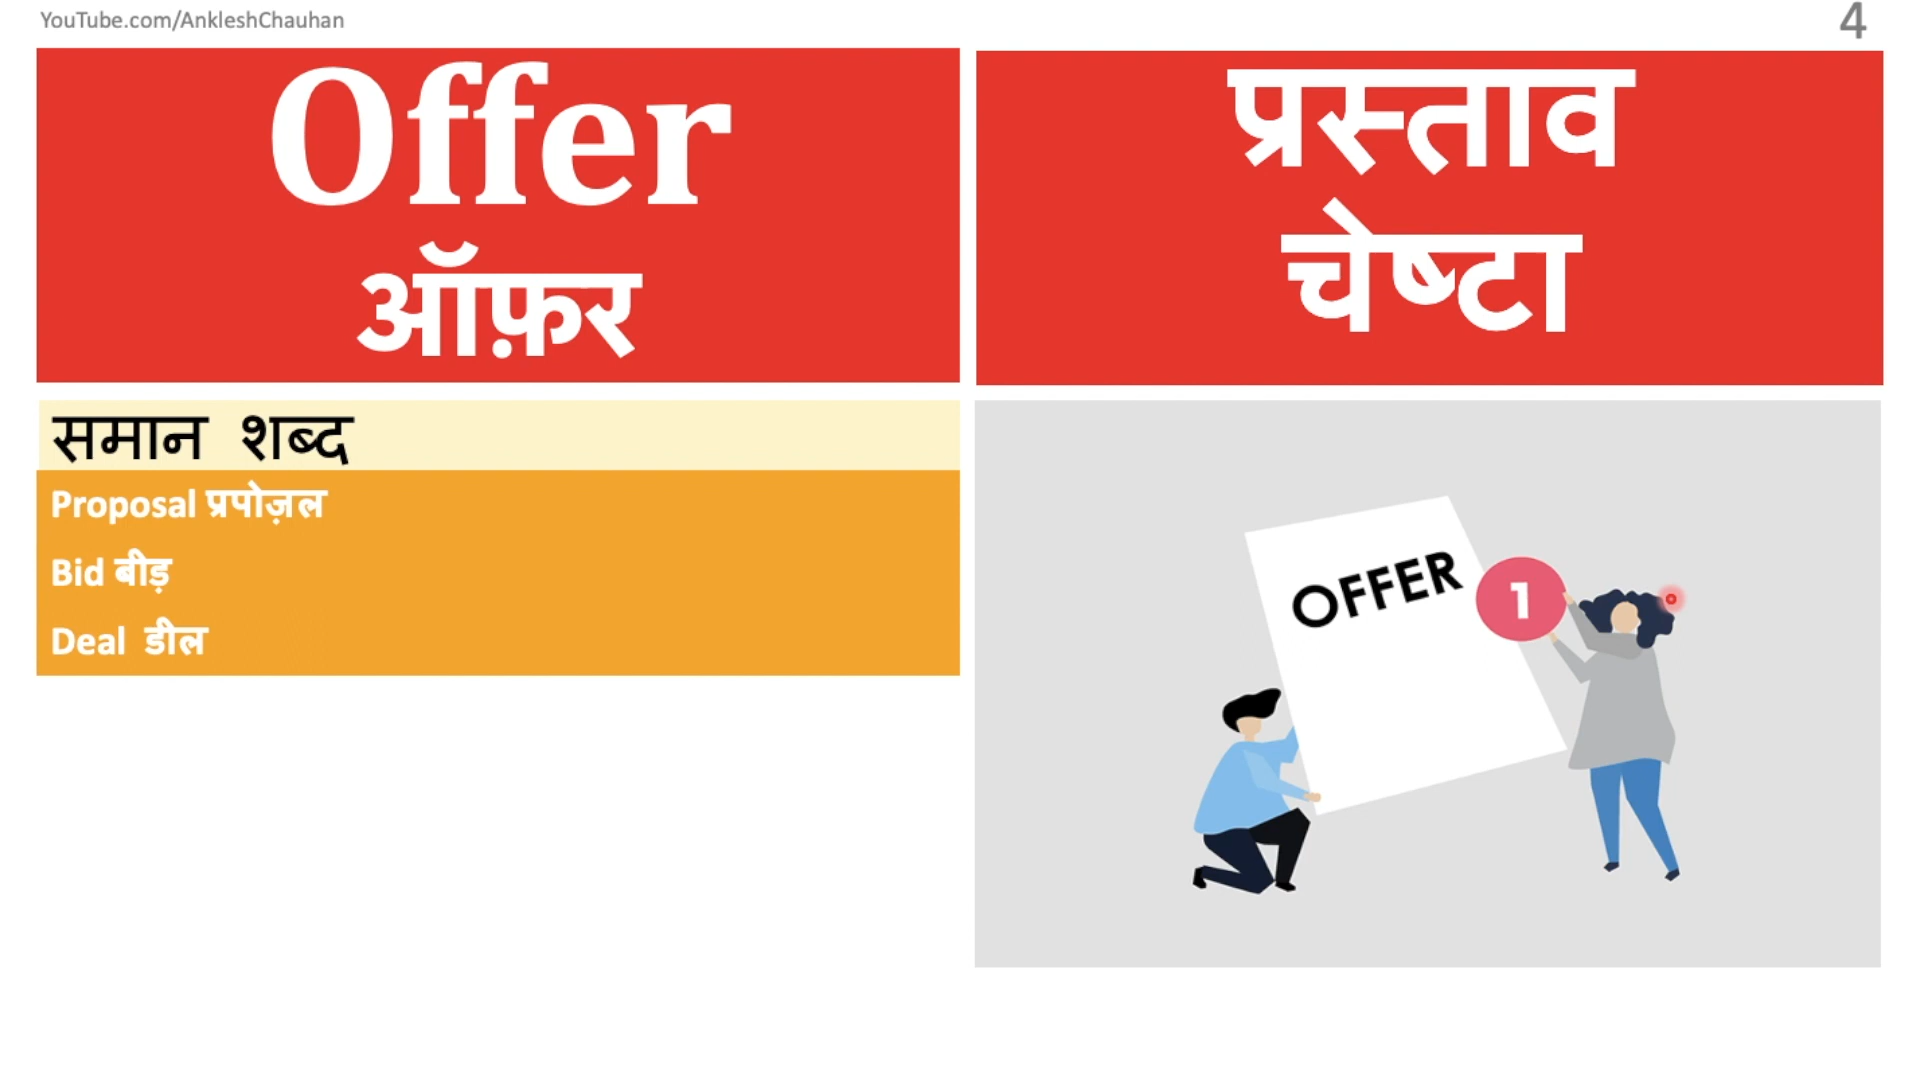 YouTube.com/AnkleshChauhan
4
Offer
ऑफ़र
प्रस्ताव
चेष्टा
समान शब्द
Proposal प्रपोज़ल
Bid बीड़
Deal डील
OFFER
1